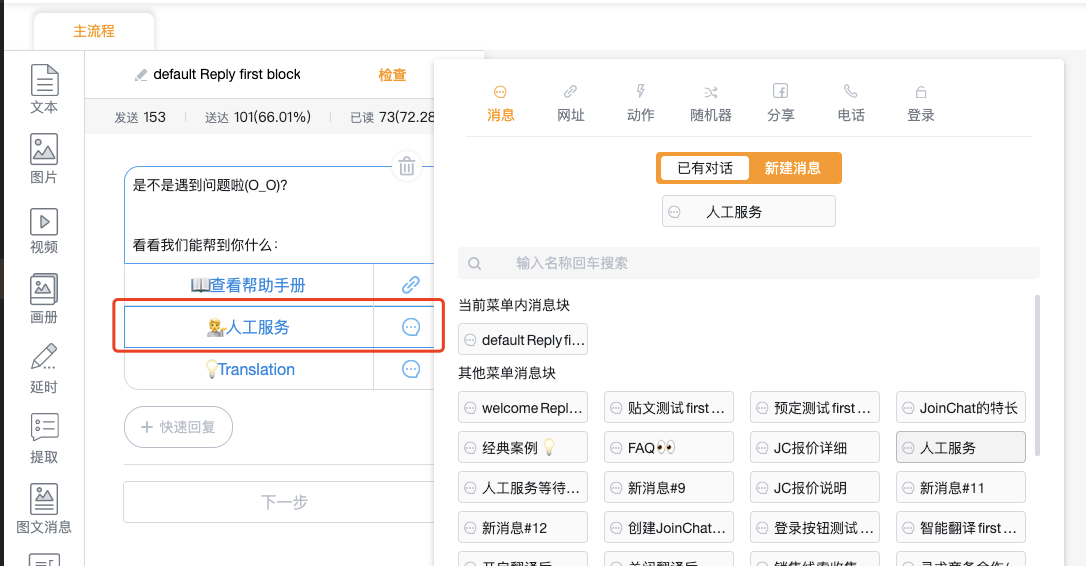 主流程
default Reply first block
检查
发送 153
送达 101(66.01%)
已读 73(72.28
文本
图片
视频
画册
延时
提取
图文消息
是不是遇到问题啦(O_O)?
看看我们能帮到你什么：
📖查看帮助手册
👨‍💼人工服务
💡Translation
+ 快速回复
下一步
消息
网址
动作
随机器
分享
电话
登录
已有对话
新建消息
人工服务
输入名称回车搜索
当前菜单内消息块
default Reply fi...
其他菜单消息块
welcome Repl...
贴文测试 first ...
预定测试 first ...
JoinChat的特长
经典案例💡
FAQ👀
JC报价详细
人工服务
人工服务等待...
新消息#9
JC报价说明
新消息#11
新消息#12
创建JoinChat...
登录按钮测试 ...
智能翻译 first ...